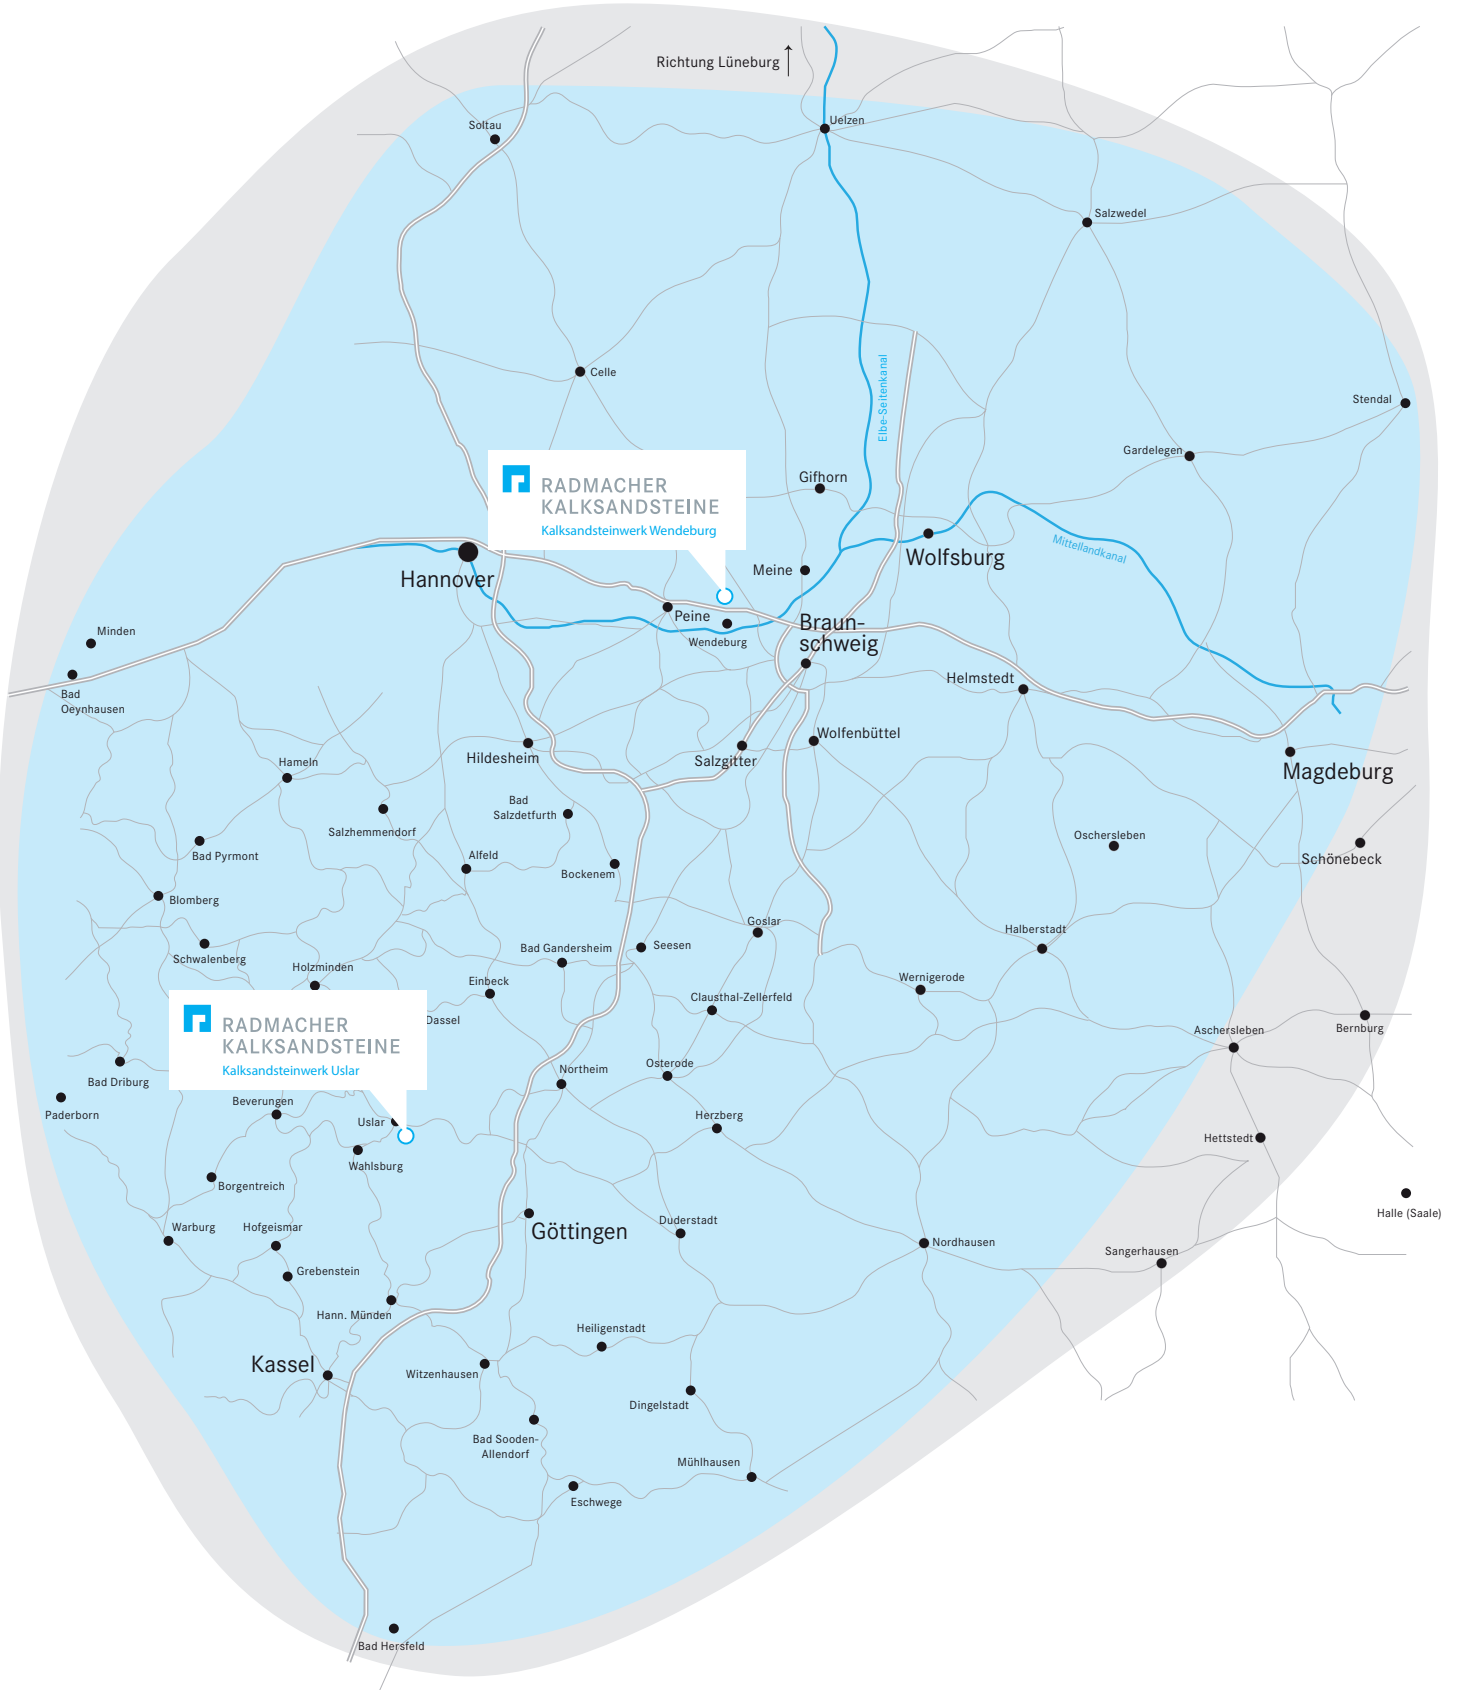 Richtung Lüneburg
Uelzen
Soltau
Salzwedel
Celle
Elbe-Seitenkanal
Stendal
Gardelegen
Gifhorn
RADMACHER
KALKSANDSTEINE
Kalksandsteinwerk Wendeburg
Wolfsburg
Mittellandkanal
Meine
Hannover
Peine
Braun-
schweig
Wendeburg
Minden
Bad
Oeynhausen
Helmstedt
Wolfenbüttel
Salzgitter
Hildesheim
Hameln
Magdeburg
Bad
Salzdetfurth
Salzhemmendorf
Oschersleben
Schönebeck
Bad Pyrmont
Alfeld
Bockenem
Blomberg
Goslar
Halberstadt
Schwalenberg
Bad Gandersheim
Seesen
Holzminden
Einbeck
Wernigerode
Clausthal-Zellerfeld
RADMACHER
KALKSANDSTEINE
Kalksandsteinwerk Uslar
Dassel
Aschersleben
Bernburg
Bad Driburg
Northeim
Osterode
Paderborn
Beverungen
Uslar
Herzberg
Hettstedt
Wahlsburg
Borgentreich
Halle (Saale)
Warburg
Hofgeismar
Göttingen
Duderstadt
Nordhausen
Sangerhausen
Grebenstein
Hann. Münden
Heiligenstadt
Kassel
Witzenhausen
Dingelstadt
Bad Sooden-
Allendorf
Mühlhausen
Eschwege
Bad Hersfeld